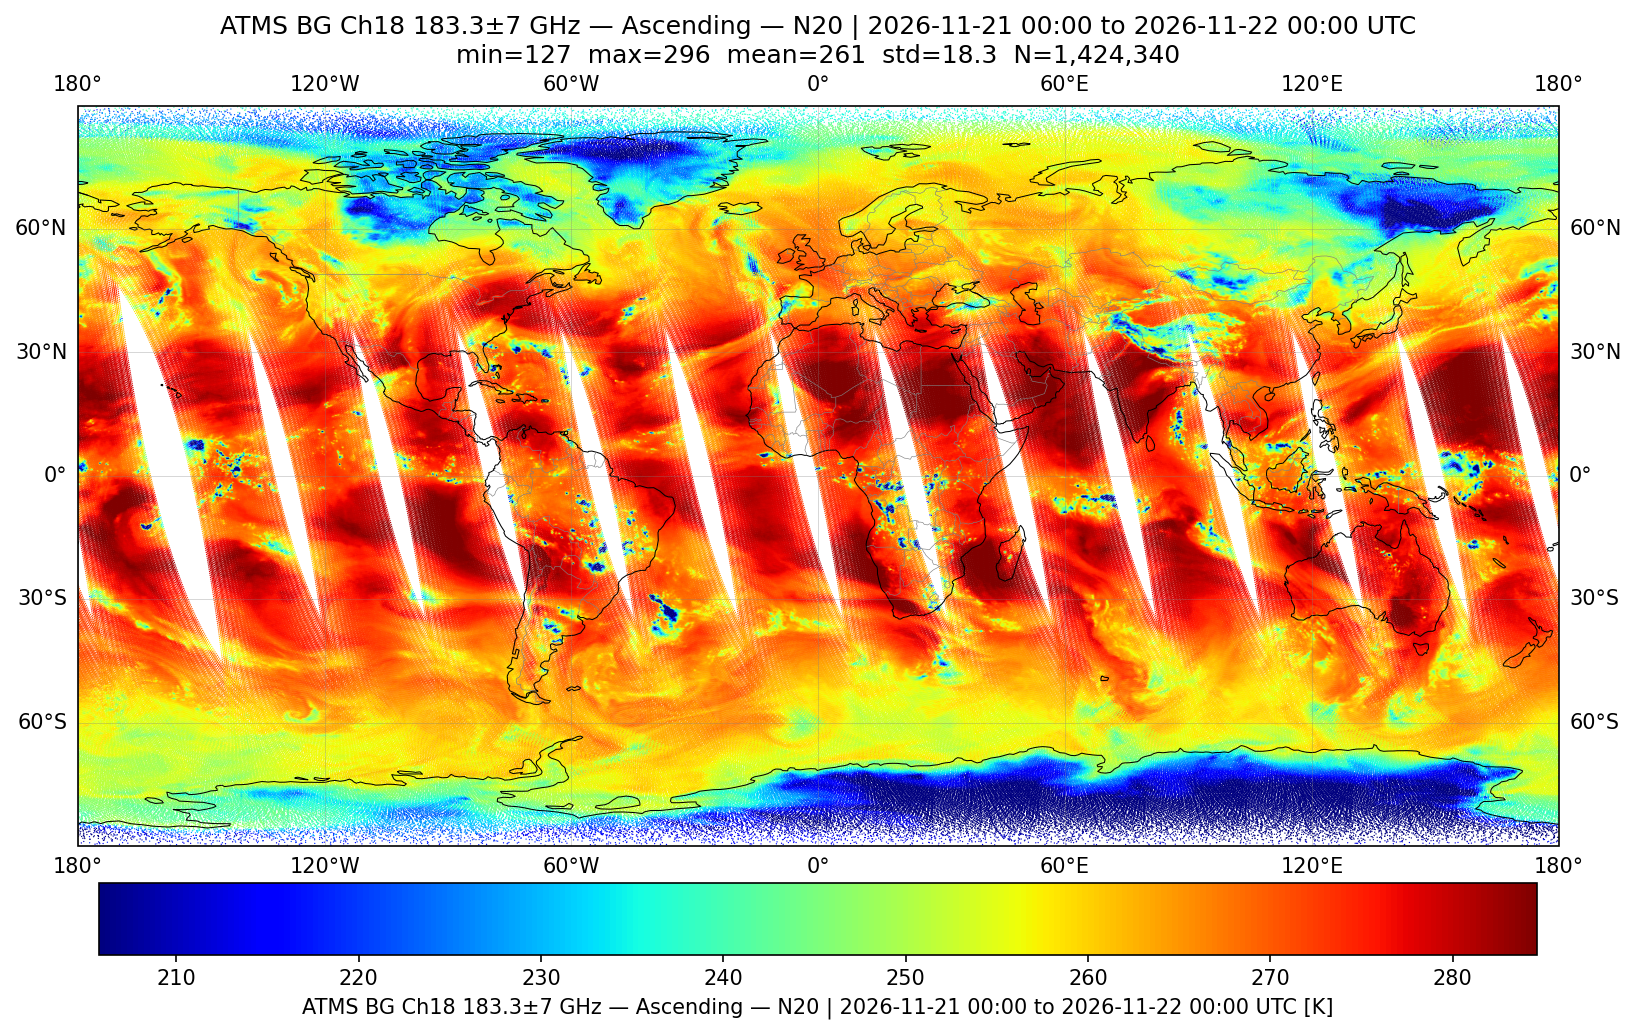 ATMS BG Ch18 183.3±7 GHz — Ascending — N20 | 2026-11-21 00:00 to 2026-11-22 00:00 UTC
min=127 max=296 mean=261 std=18.3 N=1,424,340
180° 120°W 60°W 0° 60°E 120°E 180°
60°N 60°N
30°N 30°N
0° 0°
30°S 30°S
60°S 60°S
180° 120°W 60°W 0° 60°E 120°E 180°
210 220 230 240 250 260 270 280
ATMS BG Ch18 183.3±7 GHz — Ascending — N20 | 2026-11-21 00:00 to 2026-11-22 00:00 UTC [K]